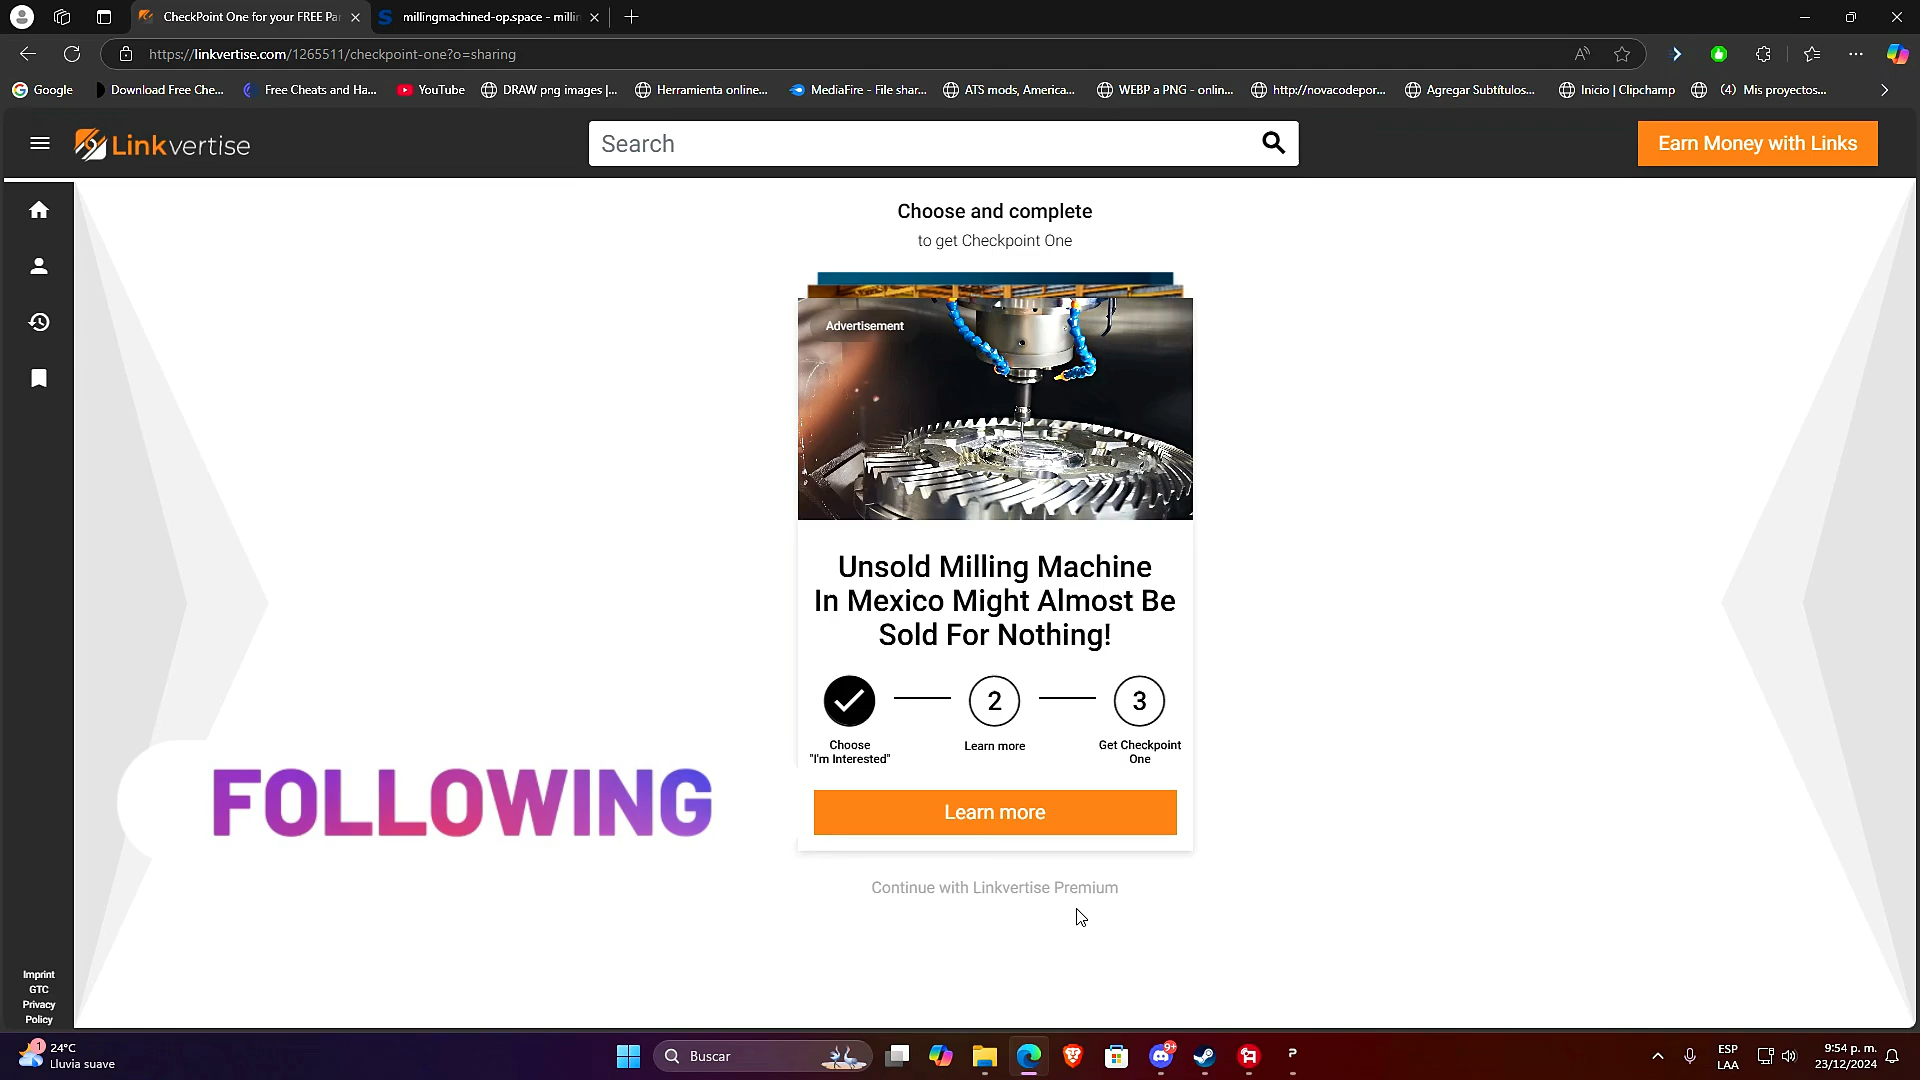 CheckPoint One for your FREE Pa
millingmachined-op.space - millin
https://linkvertise.com/1265511/checkpoint-one?o=sharing
Google
Download Free Che...
Free Cheats and Ha...
YouTube
DRAW png images |...
Herramienta online...
MediaFire - File shar...
ATS mods, America...
WEBP a PNG - onlin...
http://novacodepor...
Agregar Subtítulos...
Inicio | Clipchamp
(4) Mis proyectos...
Linkvertise
Search
Earn Money with Links
Choose and complete
to get Checkpoint One
Advertisement
Unsold Milling Machine
In Mexico Might Almost Be
Sold For Nothing!
2
3
Choose
"I'm Interested"
Learn more
Get Checkpoint
One
FOLLOWING
Learn more
Continue with Linkvertise Premium
Imprint
GTC
Privacy
Policy
1
24°C
Lluvia suave
Buscar
9+
ESP
LAA
9:54 p. m.
23/12/2024